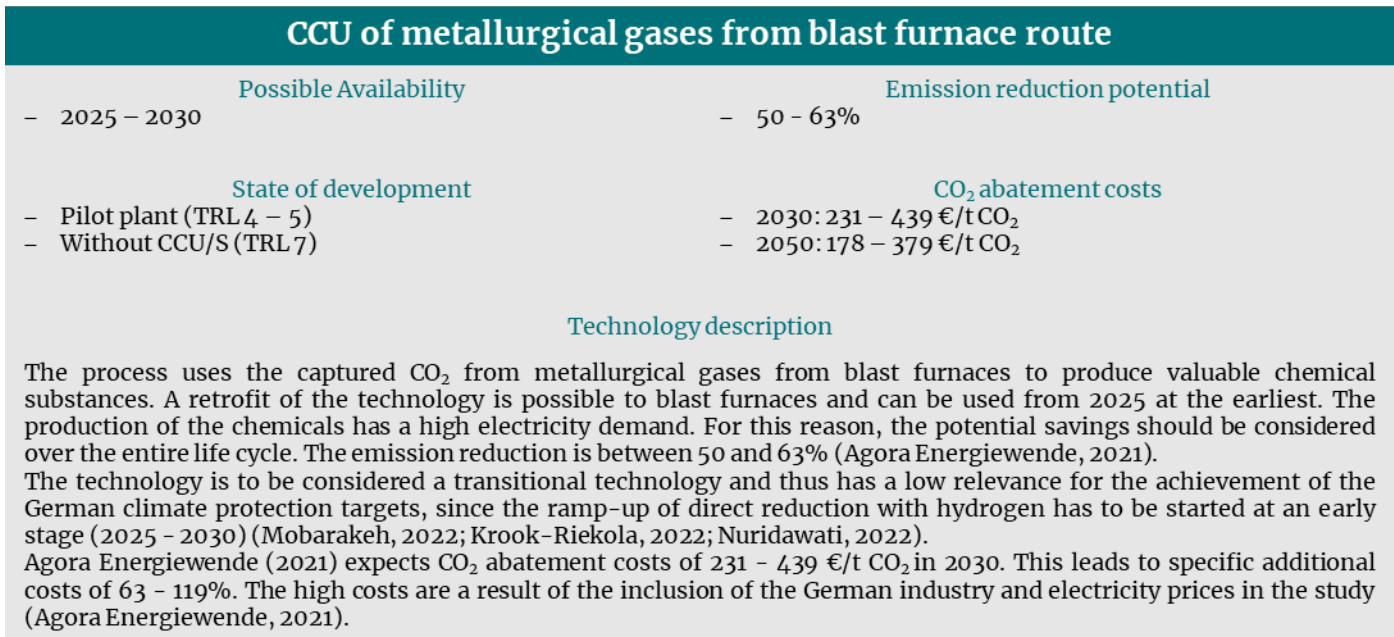 CCU of metallurgical gases from blast furnace route
Possible Availability
– 2025 – 2030
Emission reduction potential
– 50 - 63%
State of development
– Pilot plant (TRL 4 – 5)
– Without CCU/S (TRL 7)
CO₂ abatement costs
– 2030: 231 – 439 €/t CO₂
– 2050: 178 – 379 €/t CO₂
Technology description
The process uses the captured CO₂ from metallurgical gases from blast furnaces to produce valuable chemical
substances. A retrofit of the technology is possible to blast furnaces and can be used from 2025 at the earliest. The
production of the chemicals has a high electricity demand. For this reason, the potential savings should be considered
over the entire life cycle. The emission reduction is between 50 and 63% (Agora Energiewende, 2021).
The technology is to be considered a transitional technology and thus has a low relevance for the achievement of the
German climate protection targets, since the ramp-up of direct reduction with hydrogen has to be started at an early
stage (2025 - 2030) (Mobarakeh, 2022; Krook-Riekola, 2022; Nuridawati, 2022).
Agora Energiewende (2021) expects CO₂ abatement costs of 231 - 439 €/t CO₂ in 2030. This leads to specific additional
costs of 63 - 119%. The high costs are a result of the inclusion of the German industry and electricity prices in the study
(Agora Energiewende, 2021).